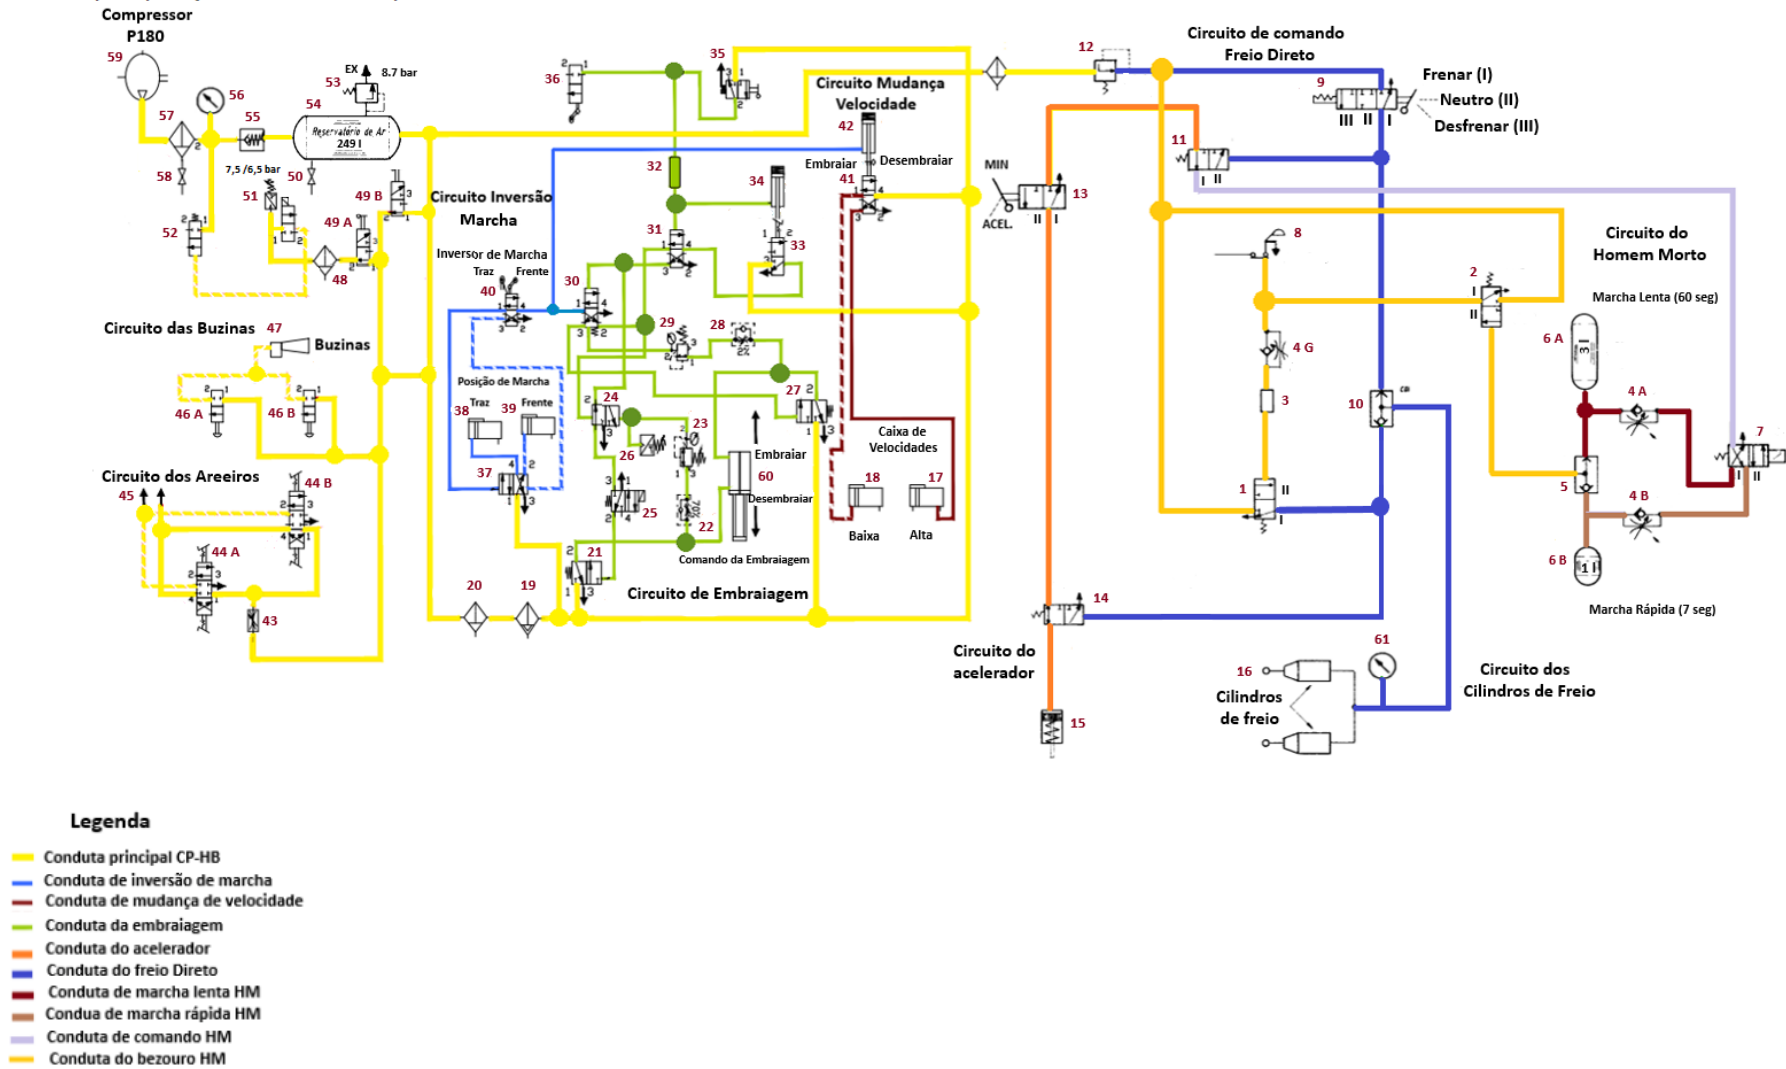 Compressor
P180
59
57
56
55
54
53
EX
8.7 bar
Reservatório de Ar
249 l
2
58
50
7,5 /6,5 bar
51
52
49 A
49 B
48
Circuito das Buzinas
47
Buzinas
46 A
46 B
Circuito dos Areeiros
45
44 B
44 A
43
36
35
32
34
31
33
Circuito Inversão
Marcha
Inversor de Marcha
Traz
Frente
40
30
29
28
2%
Posição de Marcha
Traz
Frente
38
39
37
24
23
27
26
25
22
21
20
19
Embraiar
60
Desembraiar
Comando da Embraiagem
Circuito de Embraiagem
Circuito Mudança
Velocidade
42
Embraiar
Desembraiar
41
Caixa de
Velocidades
18
17
Baixa
Alta
12
Circuito de comando
Freio Direto
9
Frenar (I)
Neutro (II)
Desfrenar (III)
III II I
11
I II
MIN
13
ACEL.
II I
8
4 G
3
1
II
I
2
I
II
Circuito do
Homem Morto
Marcha Lenta (60 seg)
6 A
3 l
4 A
7
I II
5
4 B
6 B
1 l
Marcha Rápida (7 seg)
10
14
Circuito do
acelerador
15
61
16
Cilindros
de freio
Circuito dos
Cilindros de Freio
Legenda
Conduta principal CP-HB
Conduta de inversão de marcha
Conduta de mudança de velocidade
Conduta da embraiagem
Conduta do acelerador
Conduta do freio Direto
Conduta de marcha lenta HM
Condua de marcha rápida HM
Conduta de comando HM
Conduta do bezouro HM